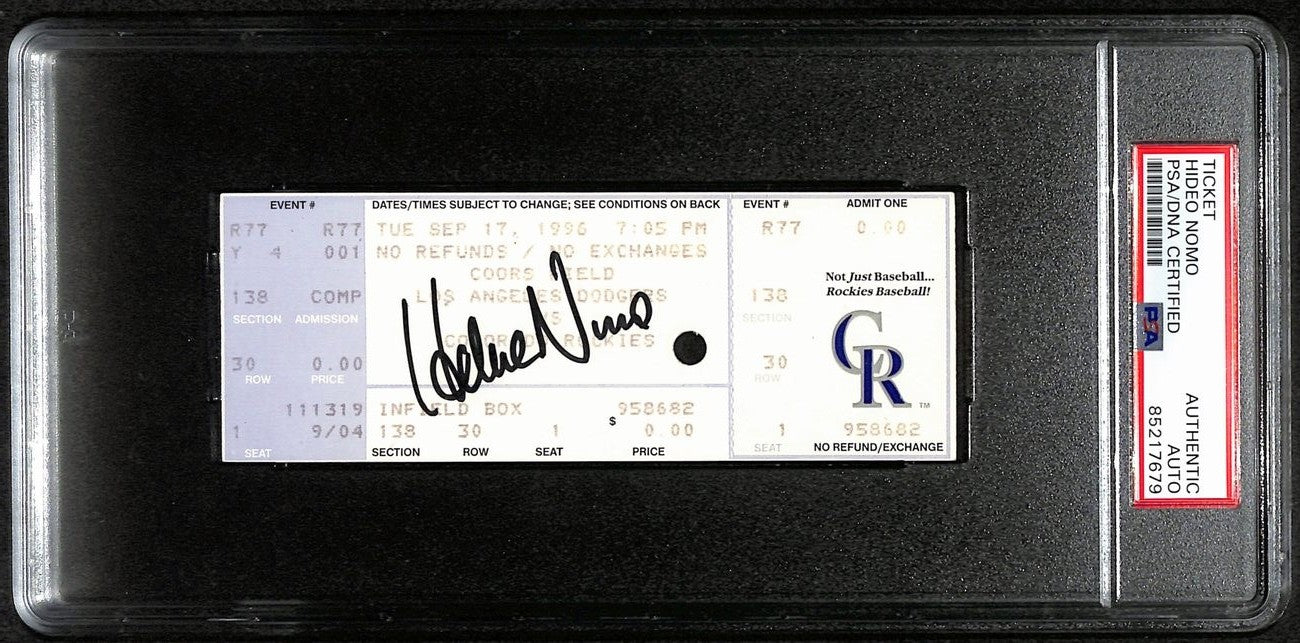 EVENT #
R77 R77
Y 4 001
138 COMP
SECTION ADMISSION
30 0.00
ROW PRICE
111319
1 9/04
SEAT
DATES/TIMES SUBJECT TO CHANGE; SEE CONDITIONS ON BACK
TUE SEP 17, 1996 7:05 PM
NO REFUNDS / NO EXCHANGES
COORS FIELD
LOS ANGELES DODGERS
VS
COLORADO ROCKIES
Hideo Nomo
INFIELD BOX 958682
138 30 1 $ 0.00
SECTION ROW SEAT PRICE
EVENT # ADMIT ONE
R77 0.00
Not Just Baseball...
Rockies Baseball!
138
SECTION
CR
TM
30
ROW
1 958682
SEAT NO REFUND/EXCHANGE
TICKET
HIDEO NOMO
PSA/DNA CERTIFIED
PSA
AUTHENTIC
AUTO
85217679